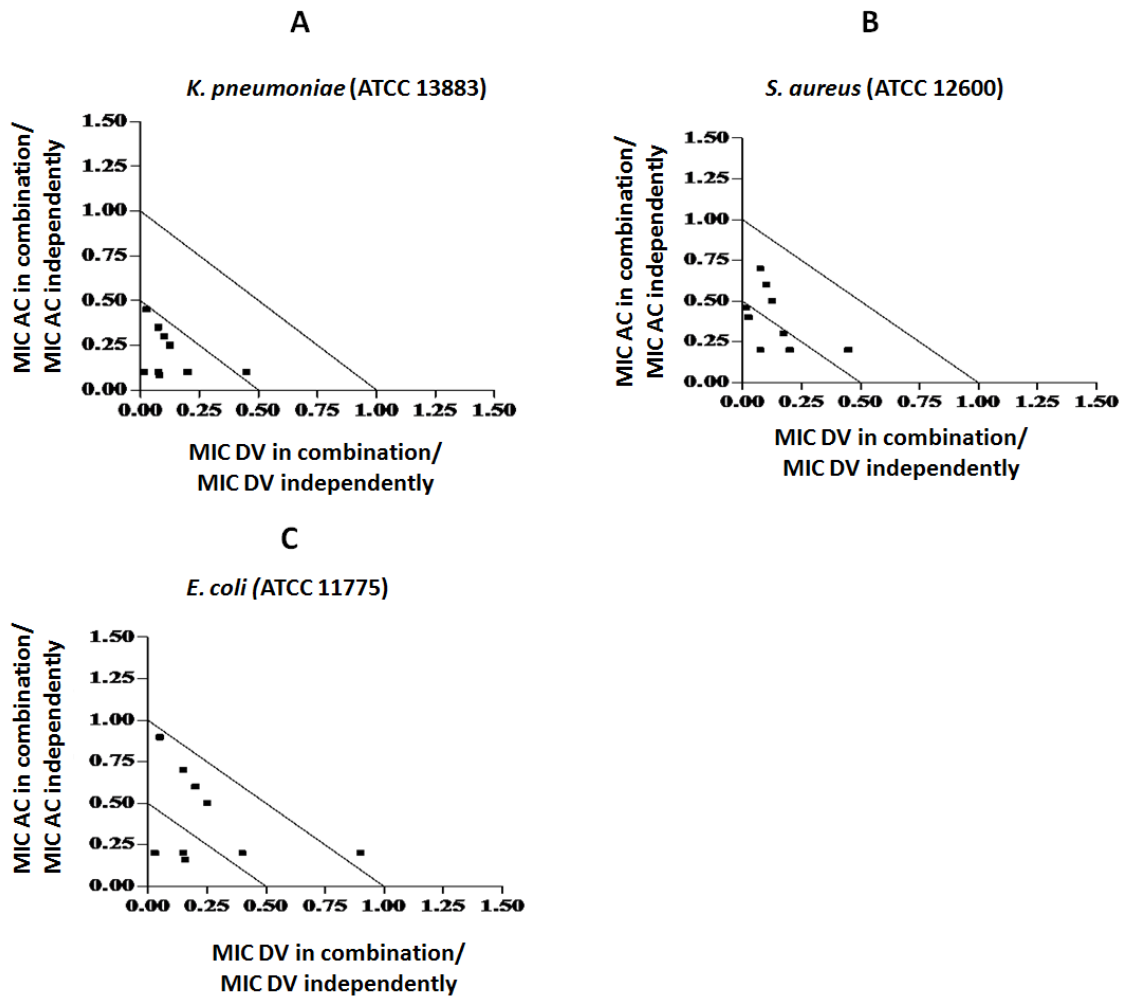 A
K. pneumoniae (ATCC 13883)
MIC AC in combination/
MIC AC independently
1.50
1.25
1.00
0.75
0.50
0.25
0.00
0.00 0.25 0.50 0.75 1.00 1.25 1.50
MIC DV in combination/
MIC DV independently
B
S. aureus (ATCC 12600)
MIC AC in combination/
MIC AC independently
1.50
1.25
1.00
0.75
0.50
0.25
0.00
0.00 0.25 0.50 0.75 1.00 1.25 1.50
MIC DV in combination/
MIC DV independently
C
E. coli (ATCC 11775)
MIC AC in combination/
MIC AC independently
1.50
1.25
1.00
0.75
0.50
0.25
0.00
0.00 0.25 0.50 0.75 1.00 1.25 1.50
MIC DV in combination/
MIC DV independently